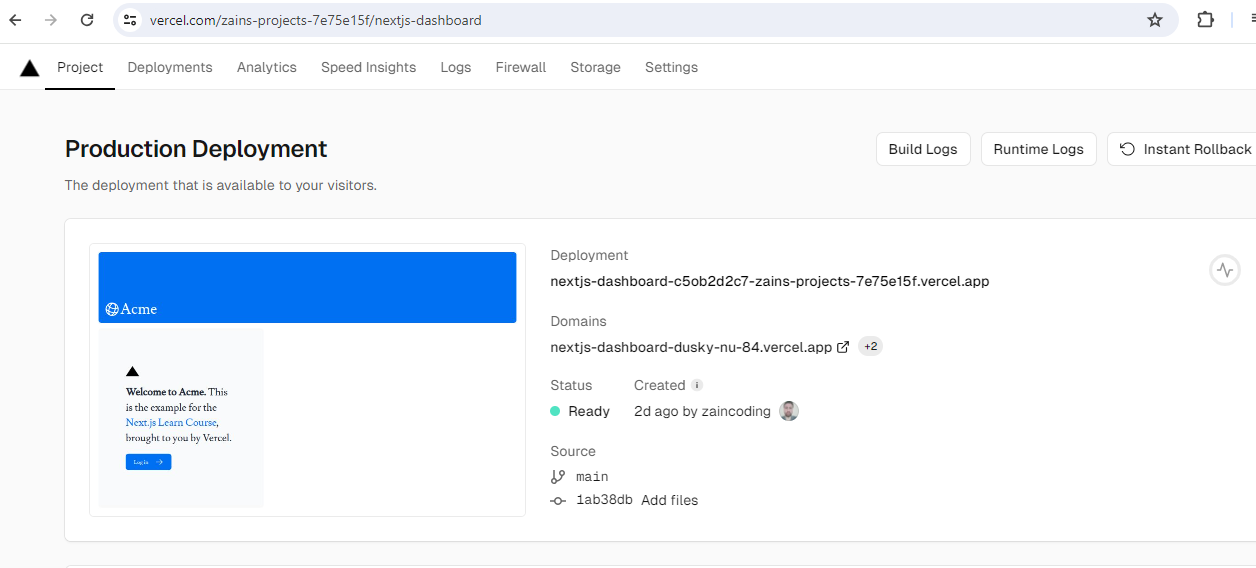 vercel.com/zains-projects-7e75e15f/nextjs-dashboard
Project Deployments Analytics Speed Insights Logs Firewall Storage Settings
Production Deployment
Build Logs Runtime Logs Instant Rollback
The deployment that is available to your visitors.
Acme
Welcome to Acme. This
is the example for the
Next.js Learn Course,
brought to you by Vercel.
Log in
Deployment
nextjs-dashboard-c5ob2d2c7-zains-projects-7e75e15f.vercel.app
Domains
nextjs-dashboard-dusky-nu-84.vercel.app +2
Status Created
Ready 2d ago by zaincoding
Source
main
1ab38db Add files